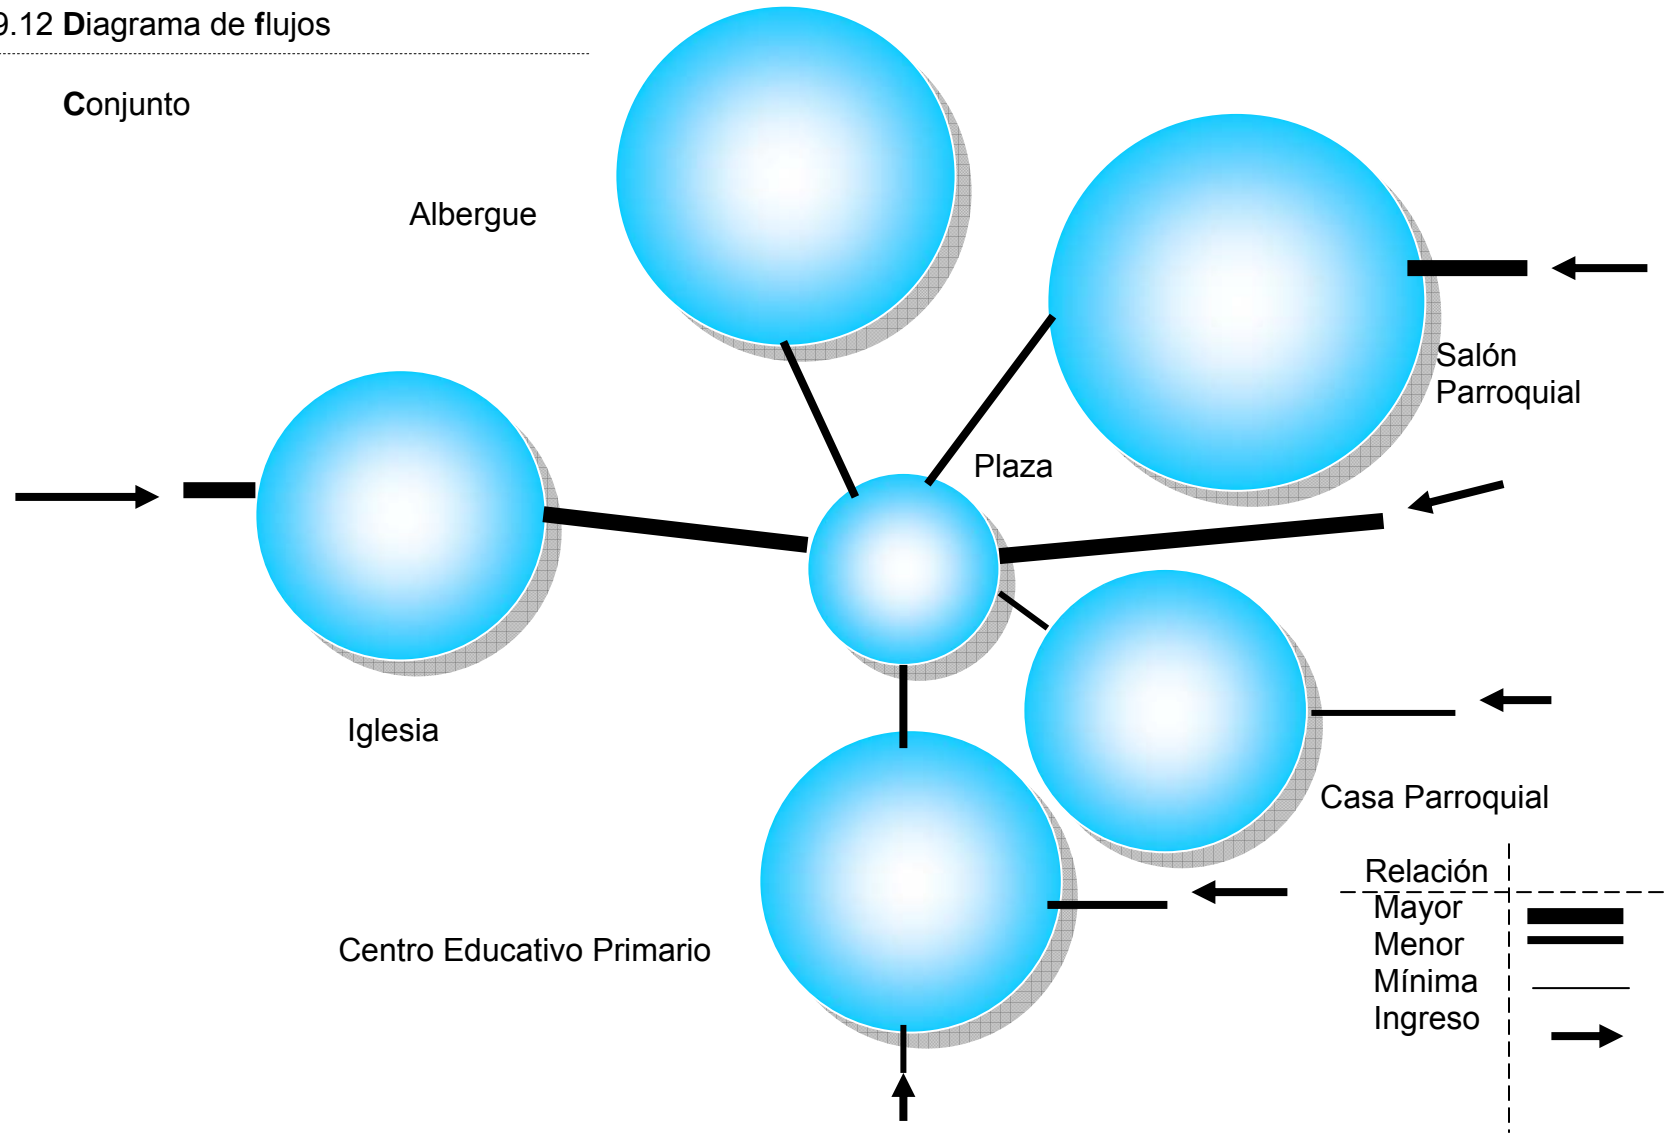 9.12 Diagrama de flujos
Conjunto
Albergue
Salón
Parroquial
Plaza
Iglesia
Casa Parroquial
Centro Educativo Primario
Relación
Mayor
Menor
Mínima
Ingreso